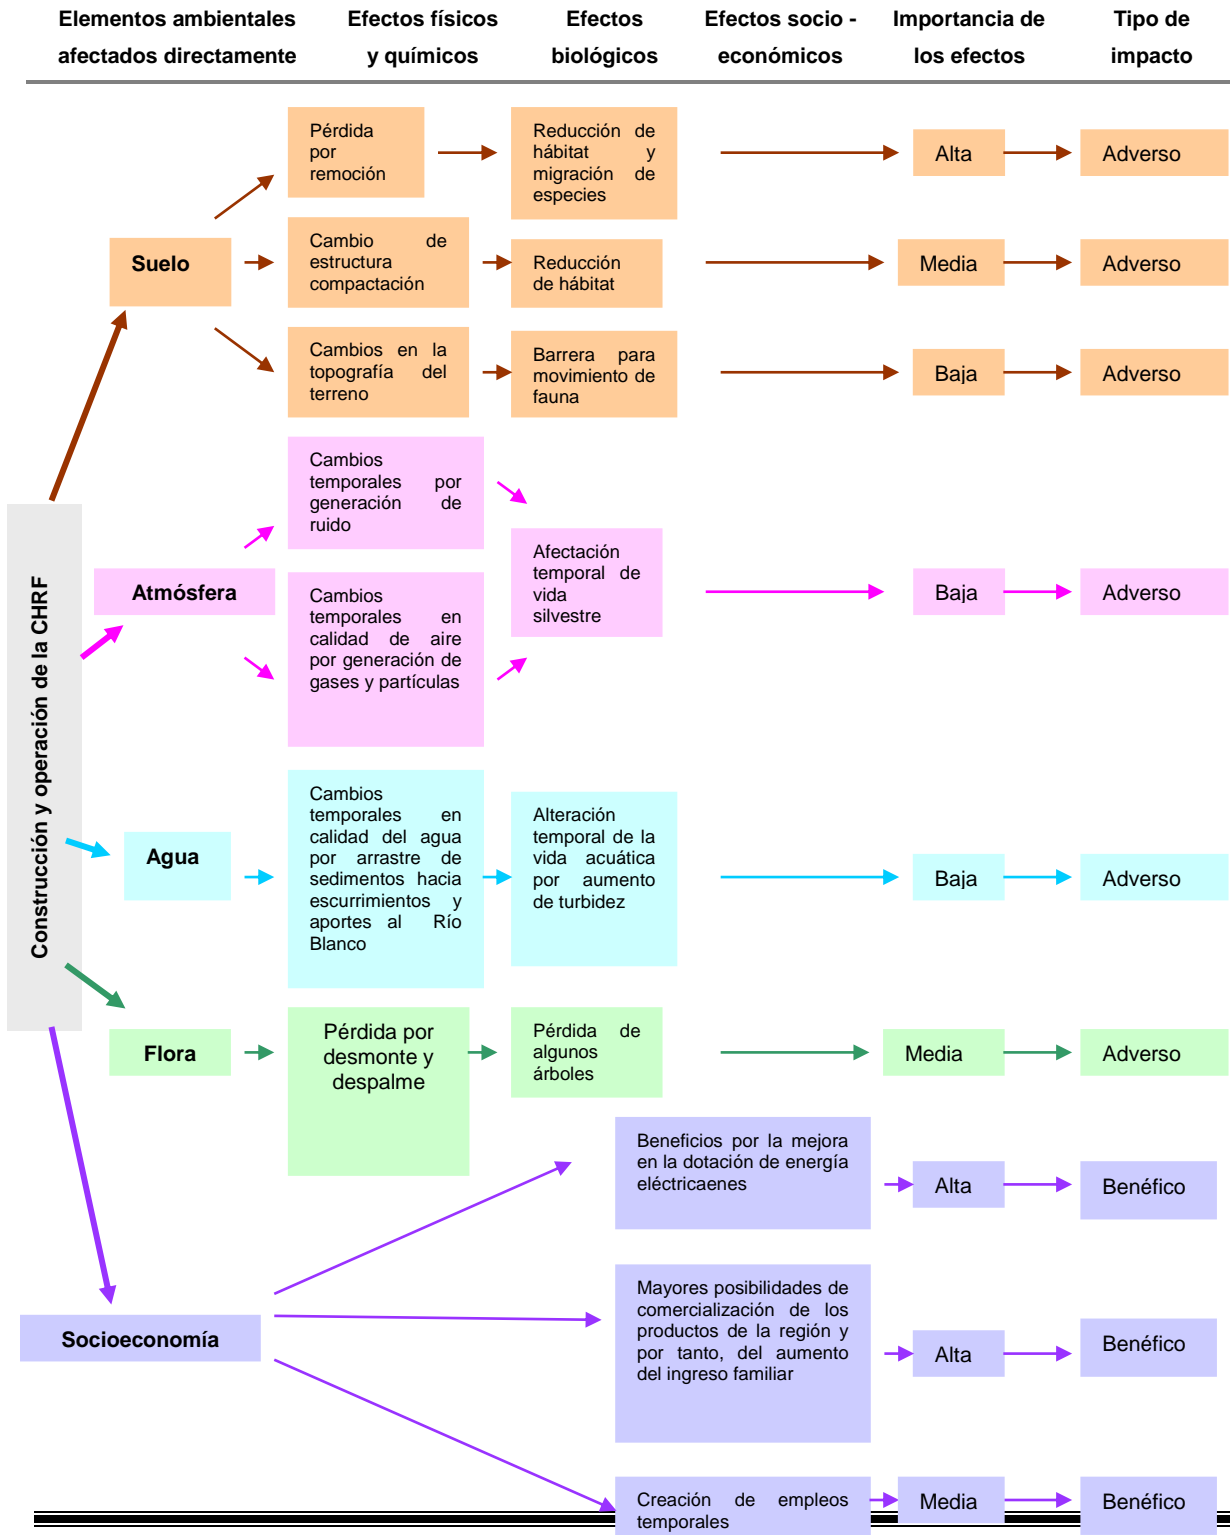 Elementos ambientales
afectados directamente
Efectos físicos
y químicos
Efectos
biológicos
Efectos socio -
económicos
Importancia de
los efectos
Tipo de
impacto
Construcción y operación de la CHRF
Suelo
Pérdida
por
remoción
Reducción de
hábitat y
migración de
especies
Alta
Adverso
Cambio de
estructura
compactación
Reducción
de hábitat
Media
Adverso
Cambios en la
topografía del
terreno
Barrera para
movimiento de
fauna
Baja
Adverso
Atmósfera
Cambios
temporales por
generación de
ruido
Cambios
temporales en
calidad de aire
por generación de
gases y partículas
Afectación
temporal de
vida
silvestre
Baja
Adverso
Agua
Cambios
temporales en
calidad del agua
por arrastre de
sedimentos hacia
escurrimientos y
aportes al Río
Blanco
Alteración
temporal de la
vida acuática
por aumento
de turbidez
Baja
Adverso
Flora
Pérdida por
desmonte y
despalme
Pérdida de
algunos
árboles
Media
Adverso
Socioeconomía
Beneficios por la mejora
en la dotación de energía
eléctricaenes
Alta
Benéfico
Mayores posibilidades de
comercialización de los
productos de la región y
por tanto, del aumento
del ingreso familiar
Alta
Benéfico
Creación de empleos
temporales
Media
Benéfico